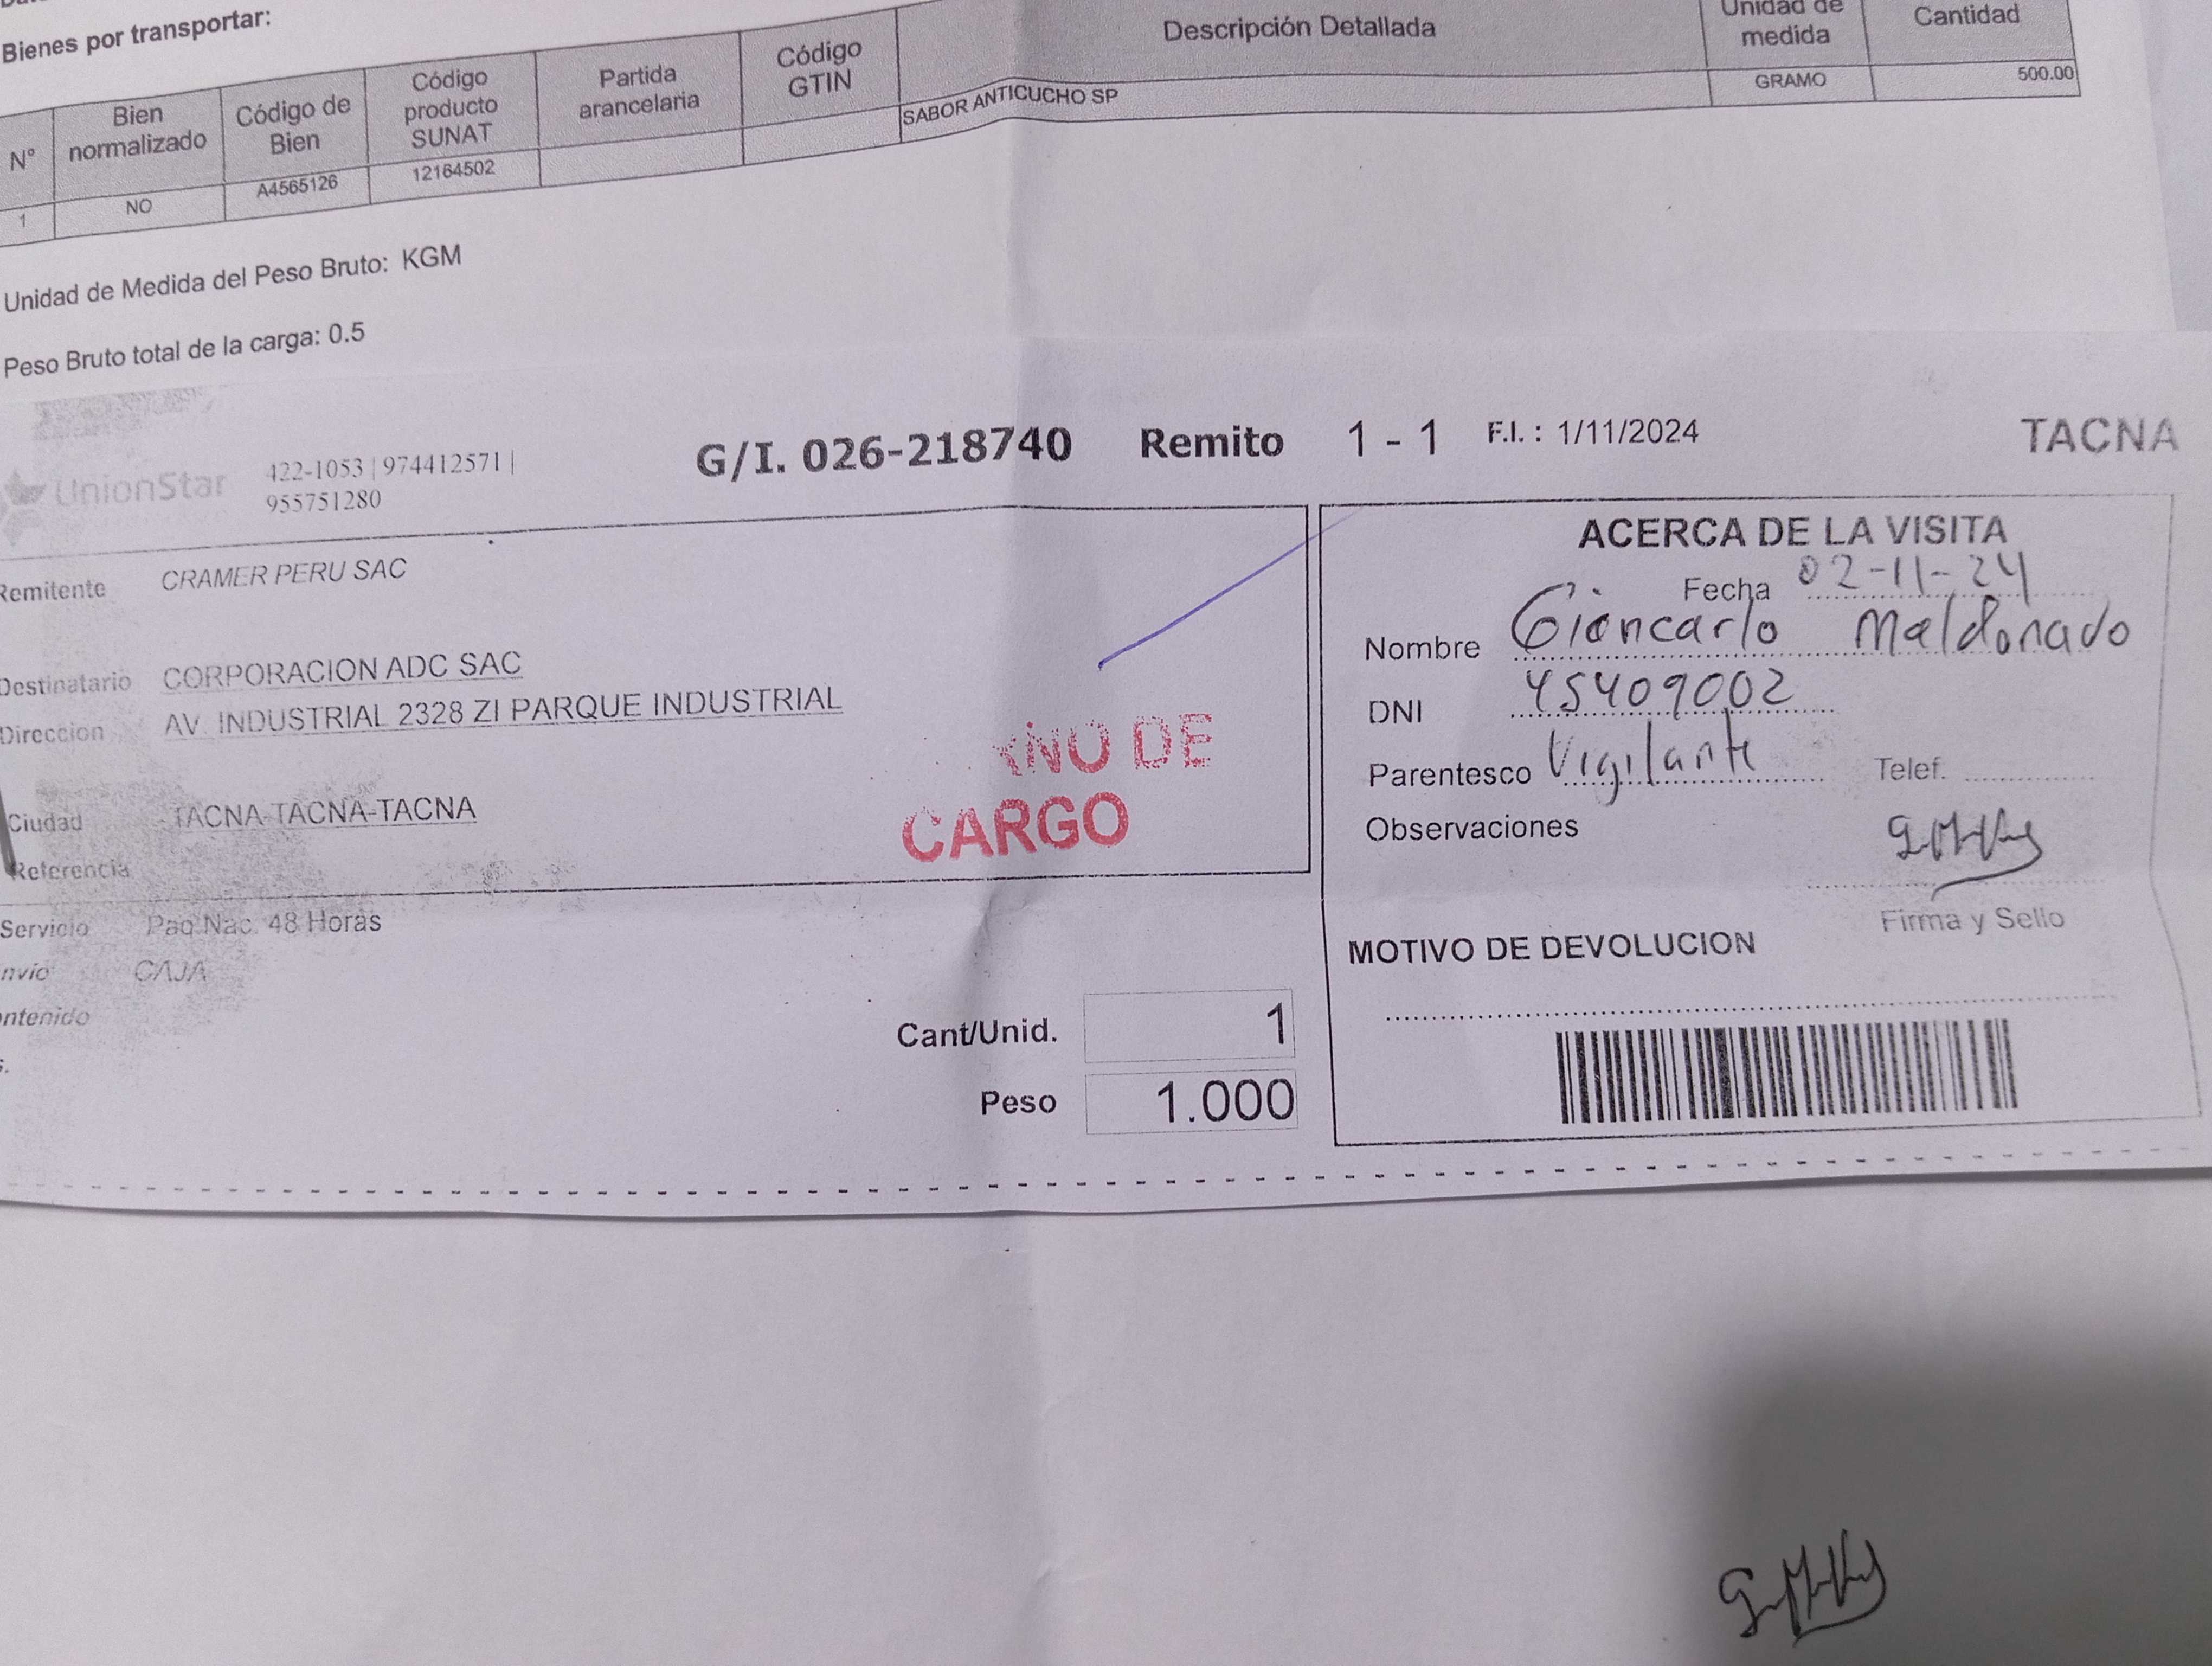 Bienes por transportar:
N° Bien normalizado Código de Bien Código producto SUNAT Partida arancelaria Código GTIN Descripción Detallada Unidad de medida Cantidad
1 NO A4565126 12164502 SABOR ANTICUCHO SP GRAMO 500.00
Unidad de Medida del Peso Bruto: KGM
Peso Bruto total de la carga: 0.5
UnionStar
422-1053 | 974412571 |
955751280
G/I. 026-218740 Remito 1 - 1 F.I. : 1/11/2024 TACNA
Remitente CRAMER PERU SAC
Destinatario CORPORACION ADC SAC
Direccion AV. INDUSTRIAL 2328 ZI PARQUE INDUSTRIAL
Ciudad TACNA-TACNA-TACNA
Referencia
RNO DE
CARGO
Servicio Paq Nac. 48 Horas
nvio CAJA
ontenido
s.
Cant/Unid. 1
Peso 1.000
ACERCA DE LA VISITA
Fecha 02-11-24
Nombre Giancarlo Maldonado
DNI 45409002
Parentesco Vigilante Telef.
Observaciones
Firma y Sello
MOTIVO DE DEVOLUCION